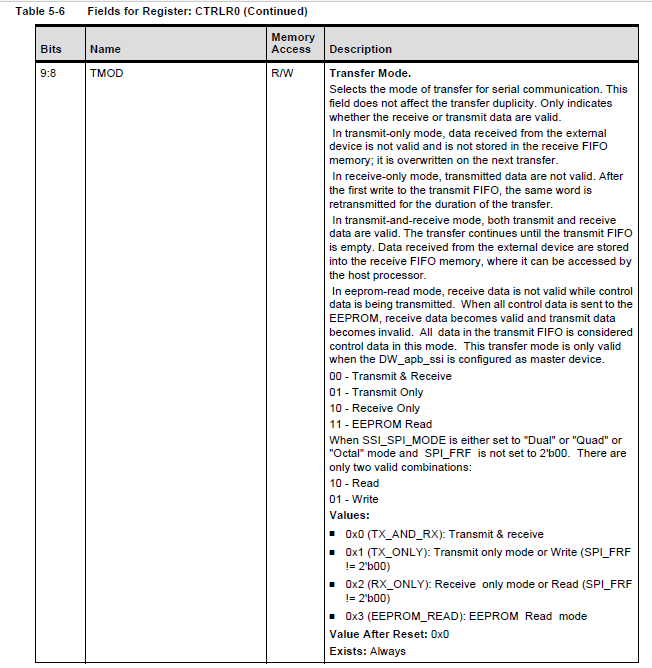 Table 5-6 Fields for Register: CTRLR0 (Continued)
Bits Name Memory Access Description
9:8 TMOD R/W Transfer Mode.
Selects the mode of transfer for serial communication. This
field does not affect the transfer duplicity. Only indicates
whether the receive or transmit data are valid.
In transmit-only mode, data received from the external
device is not valid and is not stored in the receive FIFO
memory; it is overwritten on the next transfer.
In receive-only mode, transmitted data are not valid. After
the first write to the transmit FIFO, the same word is
retransmitted for the duration of the transfer.
In transmit-and-receive mode, both transmit and receive
data are valid. The transfer continues until the transmit FIFO
is empty. Data received from the external device are stored
into the receive FIFO memory, where it can be accessed by
the host processor.
In eeprom-read mode, receive data is not valid while control
data is being transmitted. When all control data is sent to the
EEPROM, receive data becomes valid and transmit data
becomes invalid. All data in the transmit FIFO is considered
control data in this mode. This transfer mode is only valid
when the DW_apb_ssi is configured as master device.
00 - Transmit & Receive
01 - Transmit Only
10 - Receive Only
11 - EEPROM Read
When SSI_SPI_MODE is either set to "Dual" or "Quad" or
"Octal" mode and SPI_FRF is not set to 2'b00. There are
only two valid combinations:
10 - Read
01 - Write
Values:
■ 0x0 (TX_AND_RX): Transmit & receive
■ 0x1 (TX_ONLY): Transmit only mode or Write (SPI_FRF
!= 2'b00)
■ 0x2 (RX_ONLY): Receive only mode or Read (SPI_FRF
!= 2'b00)
■ 0x3 (EEPROM_READ): EEPROM Read mode
Value After Reset: 0x0
Exists: Always